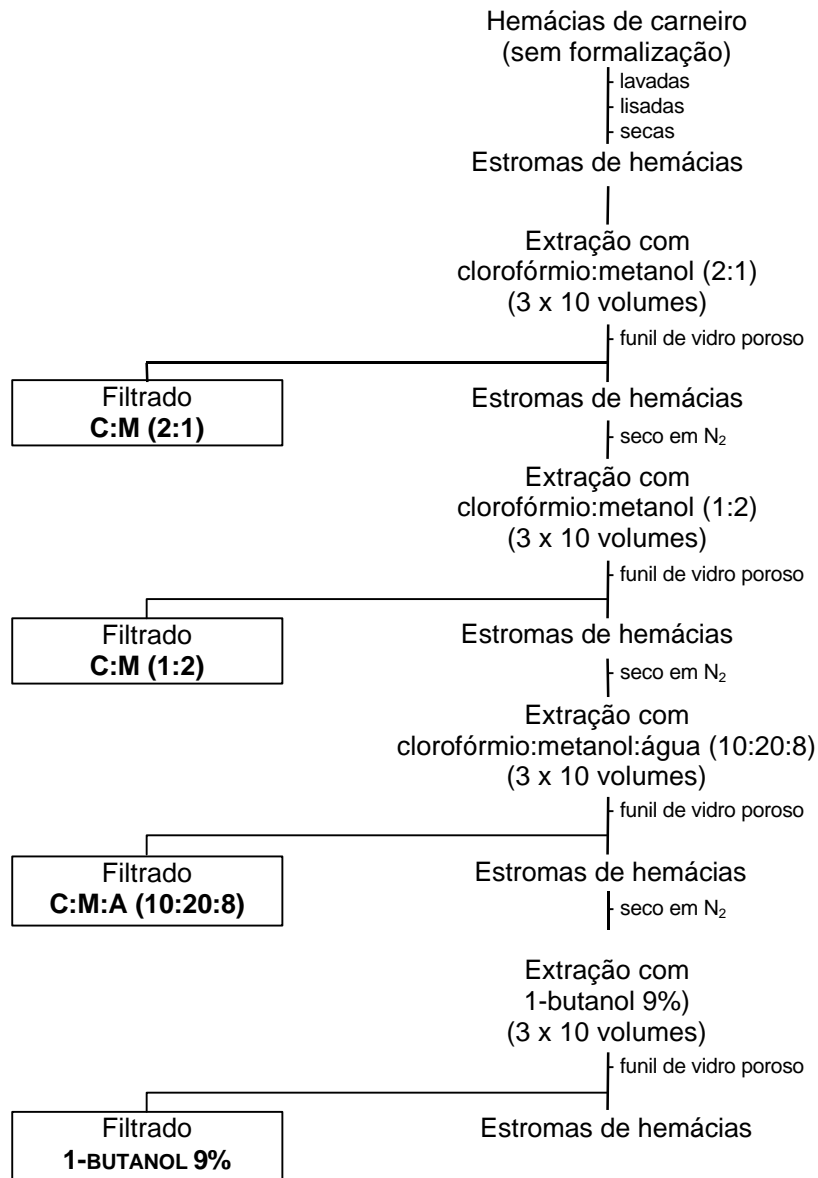 Hemácias de carneiro
(sem formalização)
- lavadas
- lisadas
- secas
Estromas de hemácias
Extração com
clorofórmio:metanol (2:1)
(3 x 10 volumes)
- funil de vidro poroso
Filtrado
C:M (2:1)
Estromas de hemácias
- seco em N₂
Extração com
clorofórmio:metanol (1:2)
(3 x 10 volumes)
- funil de vidro poroso
Filtrado
C:M (1:2)
Estromas de hemácias
- seco em N₂
Extração com
clorofórmio:metanol:água (10:20:8)
(3 x 10 volumes)
- funil de vidro poroso
Filtrado
C:M:A (10:20:8)
Estromas de hemácias
- seco em N₂
Extração com
1-butanol 9%)
(3 x 10 volumes)
- funil de vidro poroso
Filtrado
1-BUTANOL 9%
Estromas de hemácias